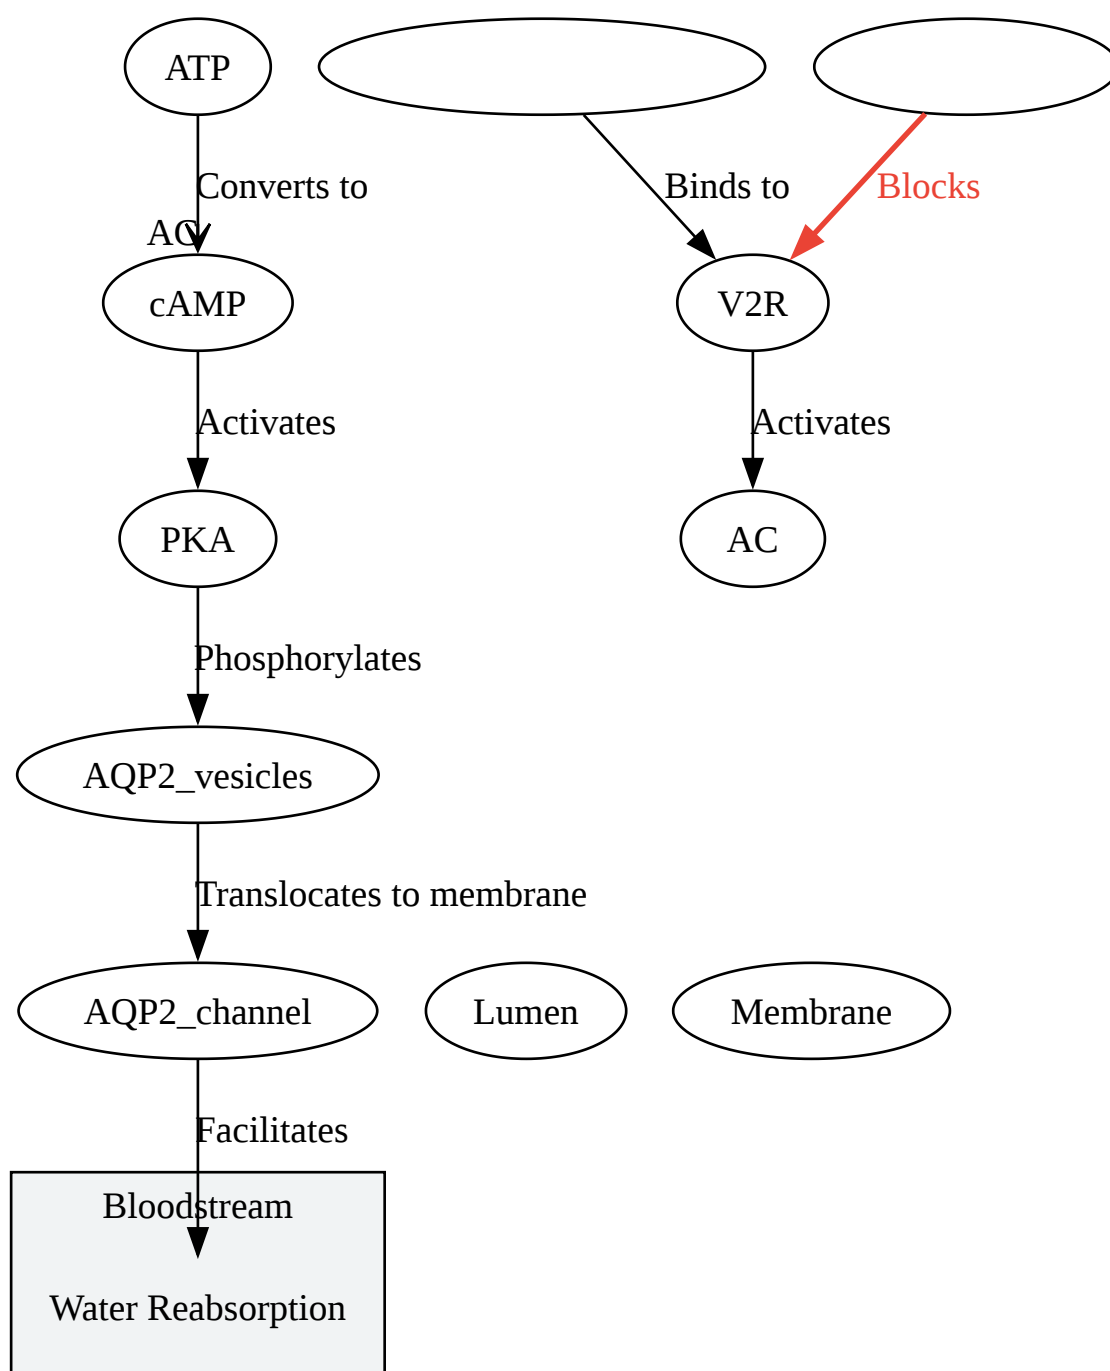 ATP
Converts to
Binds to
Blocks
AC
cAMP
V2R
Activates
Activates
PKA
AC
Phosphorylates
AQP2_vesicles
Translocates to membrane
AQP2_channel
Lumen
Membrane
Facilitates
Bloodstream
Water Reabsorption